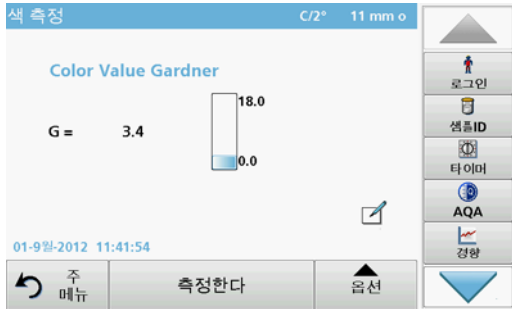 색 측정 C/2° 11 mm o
Color Value Gardner
18.0
G = 3.4
0.0
01-9월-2012 11:41:54
주
메뉴
측정한다
옵션
로그인
샘플ID
타이머
AQA
경향